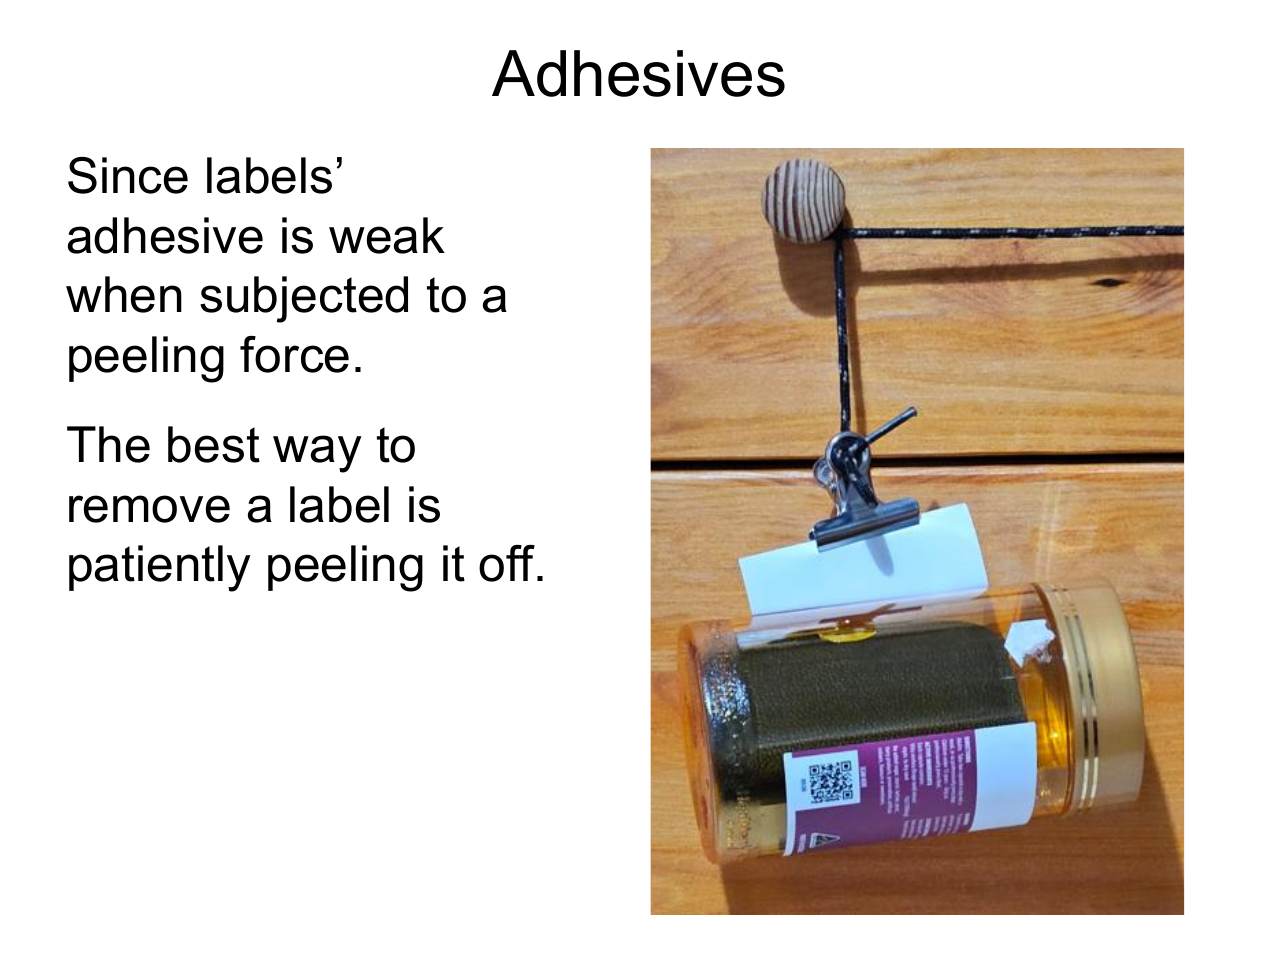 Adhesives
Since labels’
adhesive is weak
when subjected to a
peeling force.
The best way to
remove a label is
patiently peeling it off.